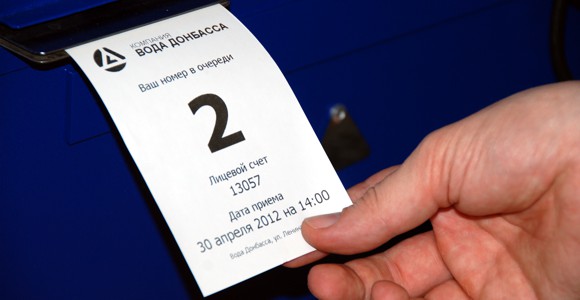 КОМПАНИЯ
ВОДА ДОНБАССА
Ваш номер в очереди
2
Лицевой счет
13057
Дата приема
30 апреля 2012 на 14:00
Вода Донбасса, ул.